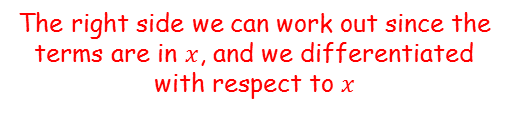 The right side we can work out since the
terms are in x, and we differentiated
with respect to x